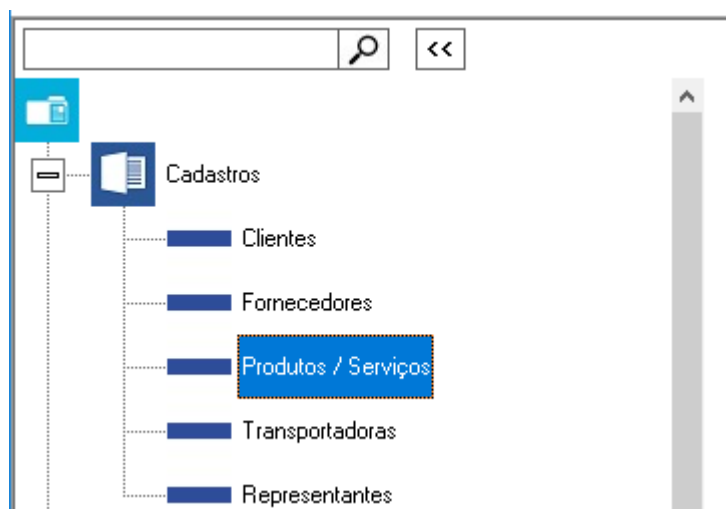 <<
Cadastros
Clientes
Fornecedores
Produtos / Serviços
Transportadoras
Representantes